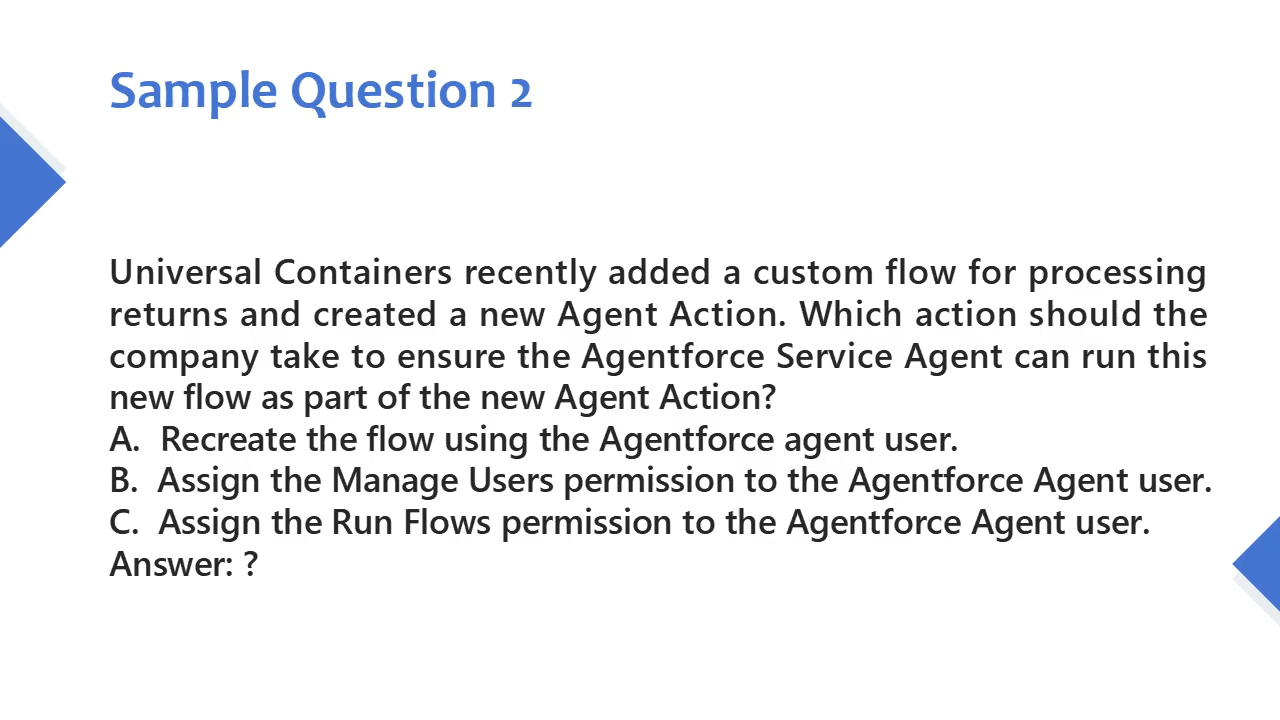 Sample Question 2
Universal Containers recently added a custom flow for processing
returns and created a new Agent Action. Which action should the
company take to ensure the Agentforce Service Agent can run this
new flow as part of the new Agent Action?
A. Recreate the flow using the Agentforce agent user.
B. Assign the Manage Users permission to the Agentforce Agent user.
C. Assign the Run Flows permission to the Agentforce Agent user.
Answer: ?